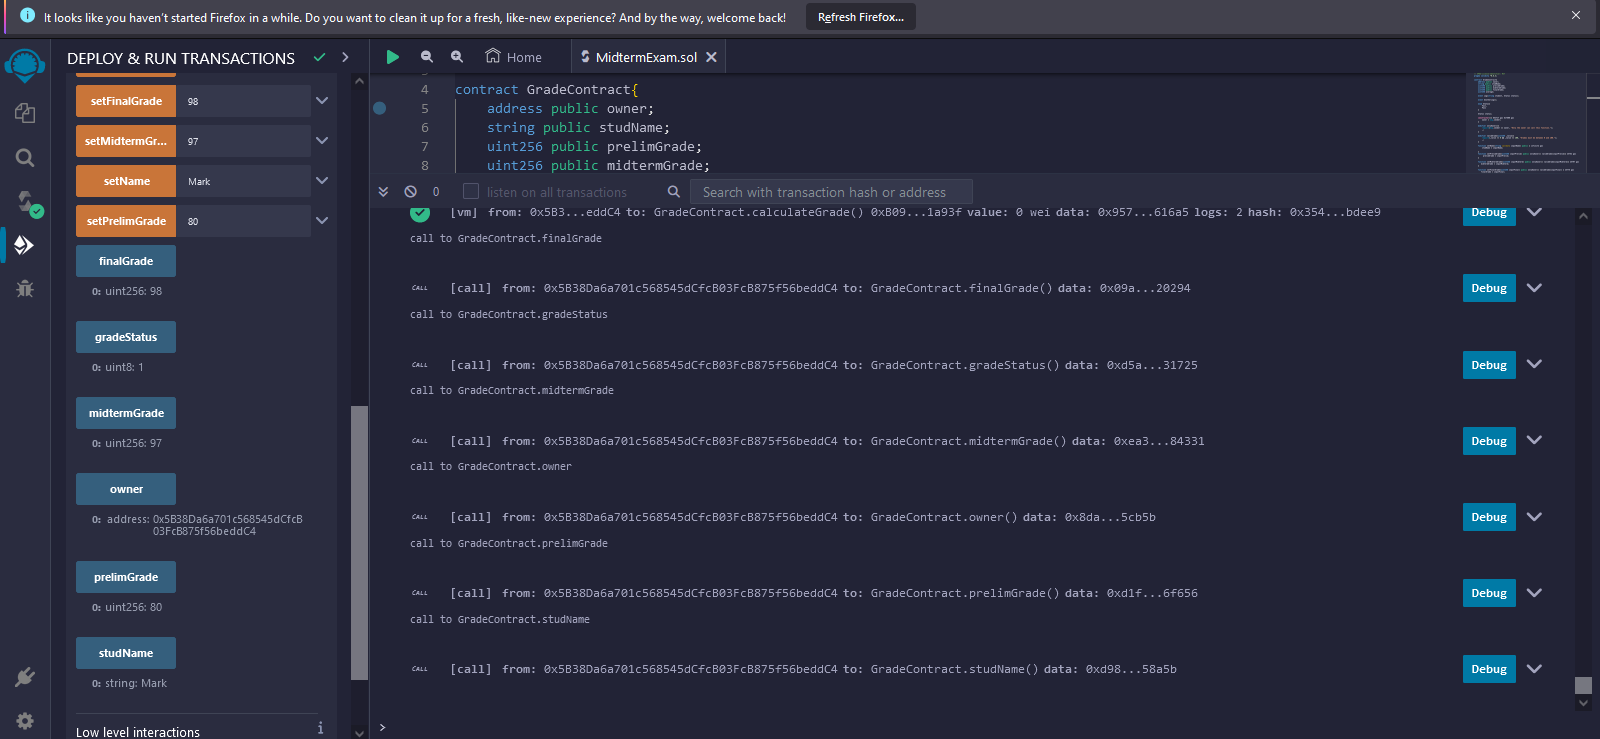 It looks like you haven't started Firefox in a while. Do you want to clean it up for a fresh, like-new experience? And by the way, welcome back!
Refresh Firefox...
DEPLOY & RUN TRANSACTIONS
Home
MidtermExam.sol
setFinalGrade 98
setMidtermGr... 97
setName Mark
setPrelimGrade 80
finalGrade
0: uint256: 98
gradeStatus
0: uint8: 1
midtermGrade
0: uint256: 97
owner
0: address: 0x5B38Da6a701c568545dCfcB
03FcB875f56beddC4
prelimGrade
0: uint256: 80
studName
0: string: Mark
Low level interactions
i
4 contract GradeContract{
5 address public owner;
6 string public studName;
7 uint256 public prelimGrade;
8 uint256 public midtermGrade;
0 listen on all transactions
Search with transaction hash or address
[vm] from: 0x5B3...eddC4 to: GradeContract.calculateGrade() 0xB09...1a93f value: 0 wei data: 0x957...616a5 logs: 2 hash: 0x354...bdee9 Debug
call to GradeContract.finalGrade
CALL [call] from: 0x5B38Da6a701c568545dCfcB03FcB875f56beddC4 to: GradeContract.finalGrade() data: 0x09a...20294 Debug
call to GradeContract.gradeStatus
CALL [call] from: 0x5B38Da6a701c568545dCfcB03FcB875f56beddC4 to: GradeContract.gradeStatus() data: 0xd5a...31725 Debug
call to GradeContract.midtermGrade
CALL [call] from: 0x5B38Da6a701c568545dCfcB03FcB875f56beddC4 to: GradeContract.midtermGrade() data: 0xea3...84331 Debug
call to GradeContract.owner
CALL [call] from: 0x5B38Da6a701c568545dCfcB03FcB875f56beddC4 to: GradeContract.owner() data: 0x8da...5cb5b Debug
call to GradeContract.prelimGrade
CALL [call] from: 0x5B38Da6a701c568545dCfcB03FcB875f56beddC4 to: GradeContract.prelimGrade() data: 0xd1f...6f656 Debug
call to GradeContract.studName
CALL [call] from: 0x5B38Da6a701c568545dCfcB03FcB875f56beddC4 to: GradeContract.studName() data: 0xd98...58a5b Debug
>